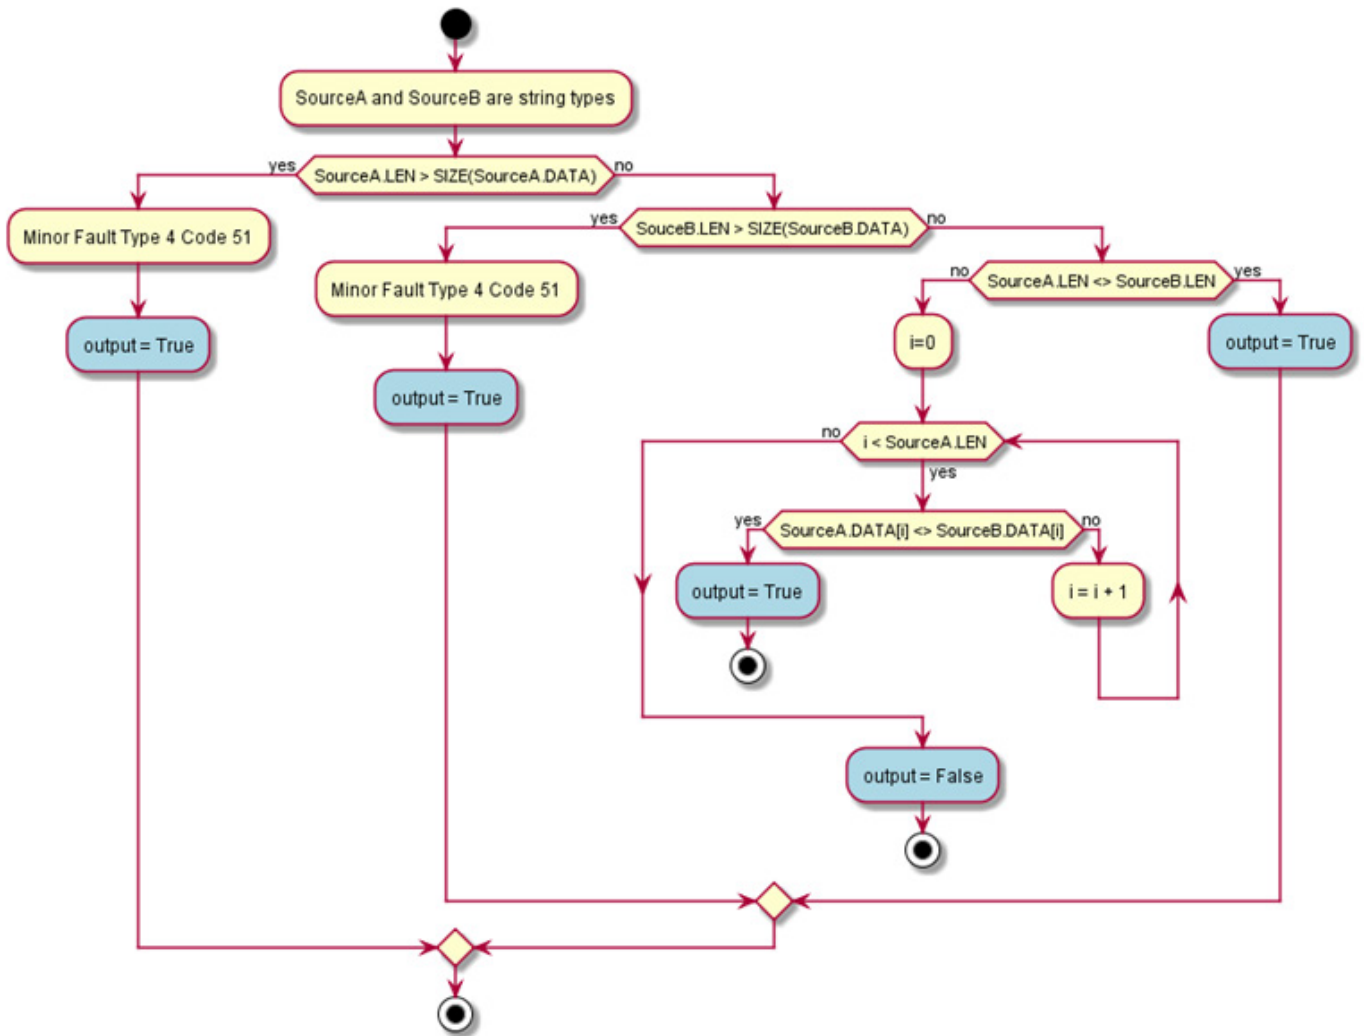 SourceA and SourceB are string types
yes
SourceA.LEN > SIZE(SourceA.DATA)
no
Minor Fault Type 4 Code 51
output = True
yes
SouceB.LEN > SIZE(SourceB.DATA)
no
Minor Fault Type 4 Code 51
output = True
no
SourceA.LEN <> SourceB.LEN
yes
i=0
output = True
no
i < SourceA.LEN
yes
yes
SourceA.DATA[i] <> SourceB.DATA[i]
no
output = True
i = i + 1
output = False